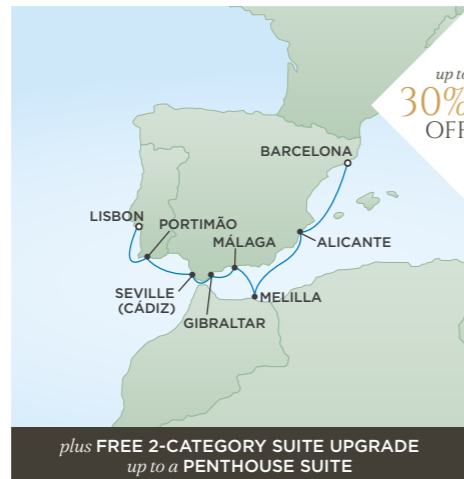 up to
30%
OFF
BARCELONA
LISBON
PORTIMÃO
MÁLAGA
ALICANTE
SEVILLE
(CÁDIZ)
MELILLA
GIBRALTAR
plus FREE 2-CATEGORY SUITE UPGRADE
up to a PENTHOUSE SUITE